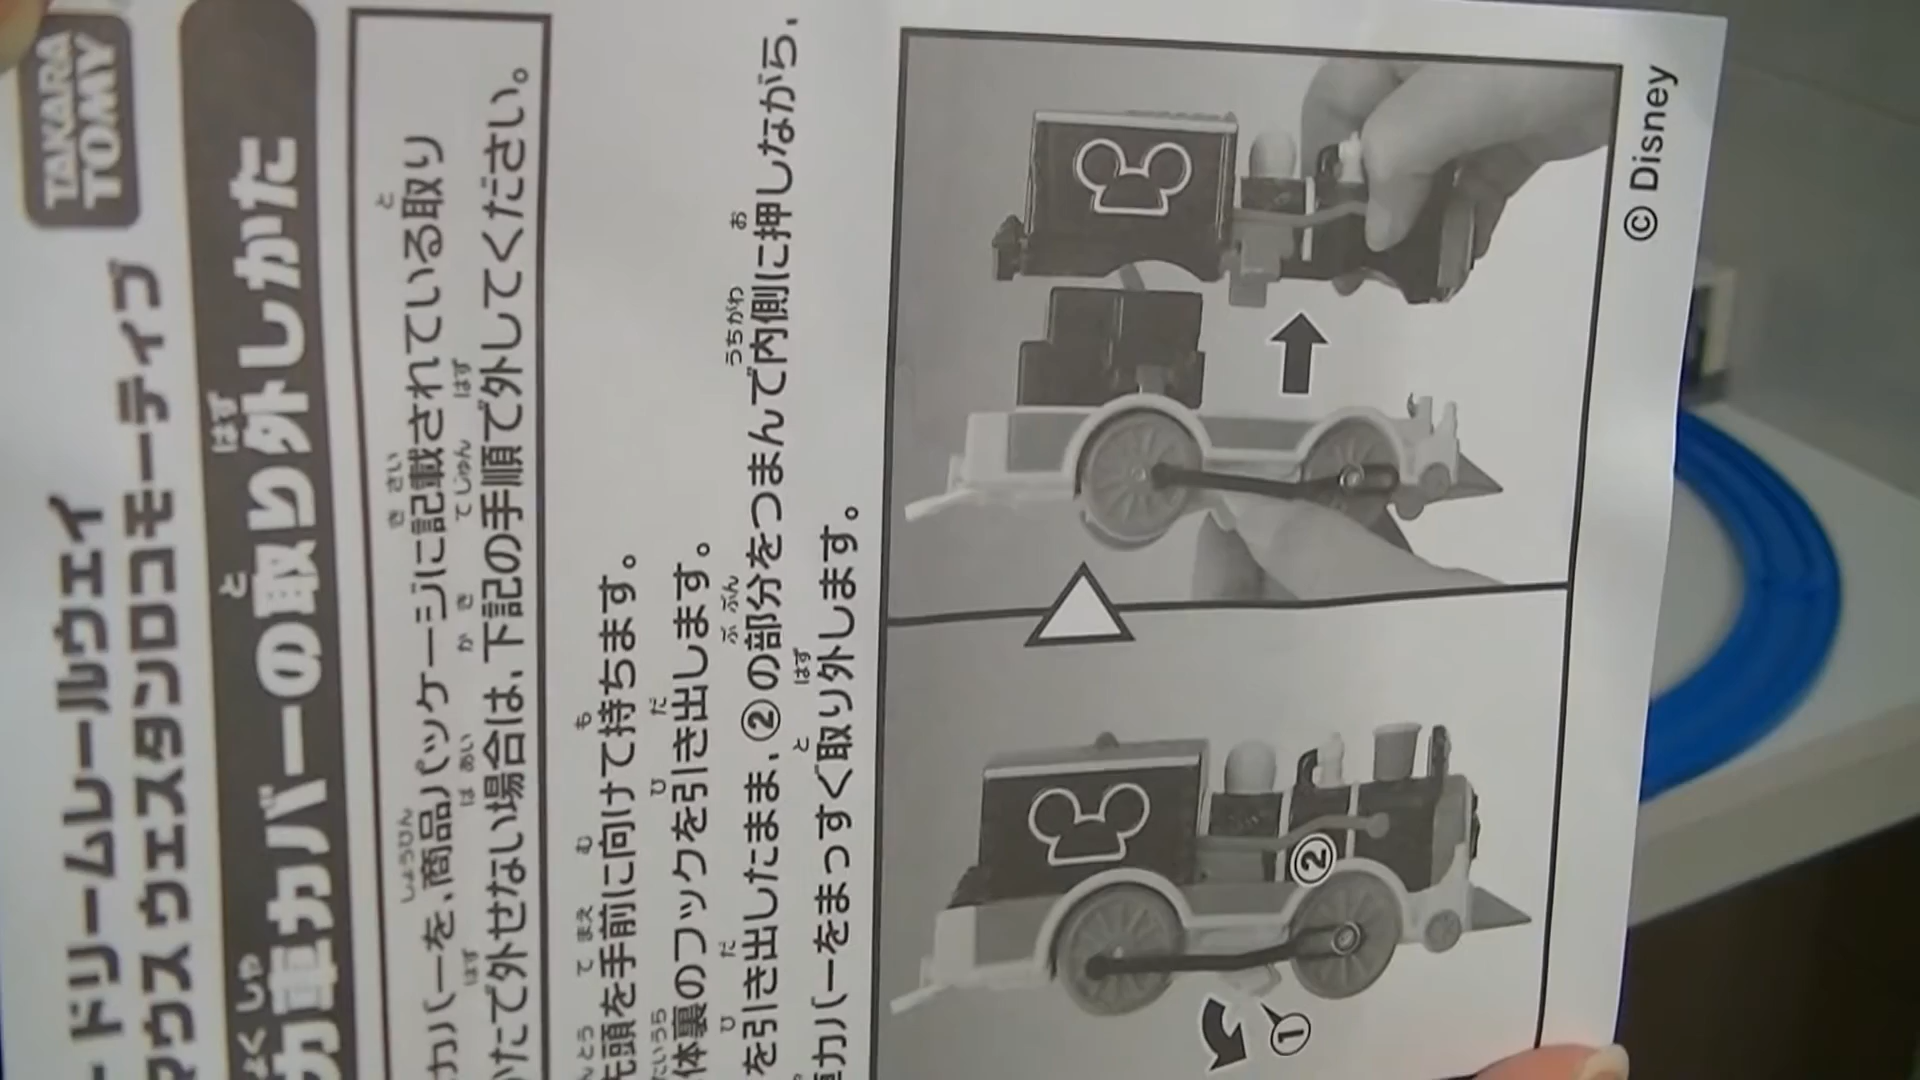 TAKARA
TOMY
ー ドリームレールウェイ
マウス ウェスタンロコモーティブ
力車カバーの取り外しかた
カバーを、商品パッケージに記載されている取り
かたで外せない場合は、下記の手順で外してください。
先頭を手前に向けて持ちます。
体裏のフックを引き出します。
を引き出したまま、②の部分をつまんで内側に押しながら、
カバーをまっすぐ取り外します。
①
②
© Disney